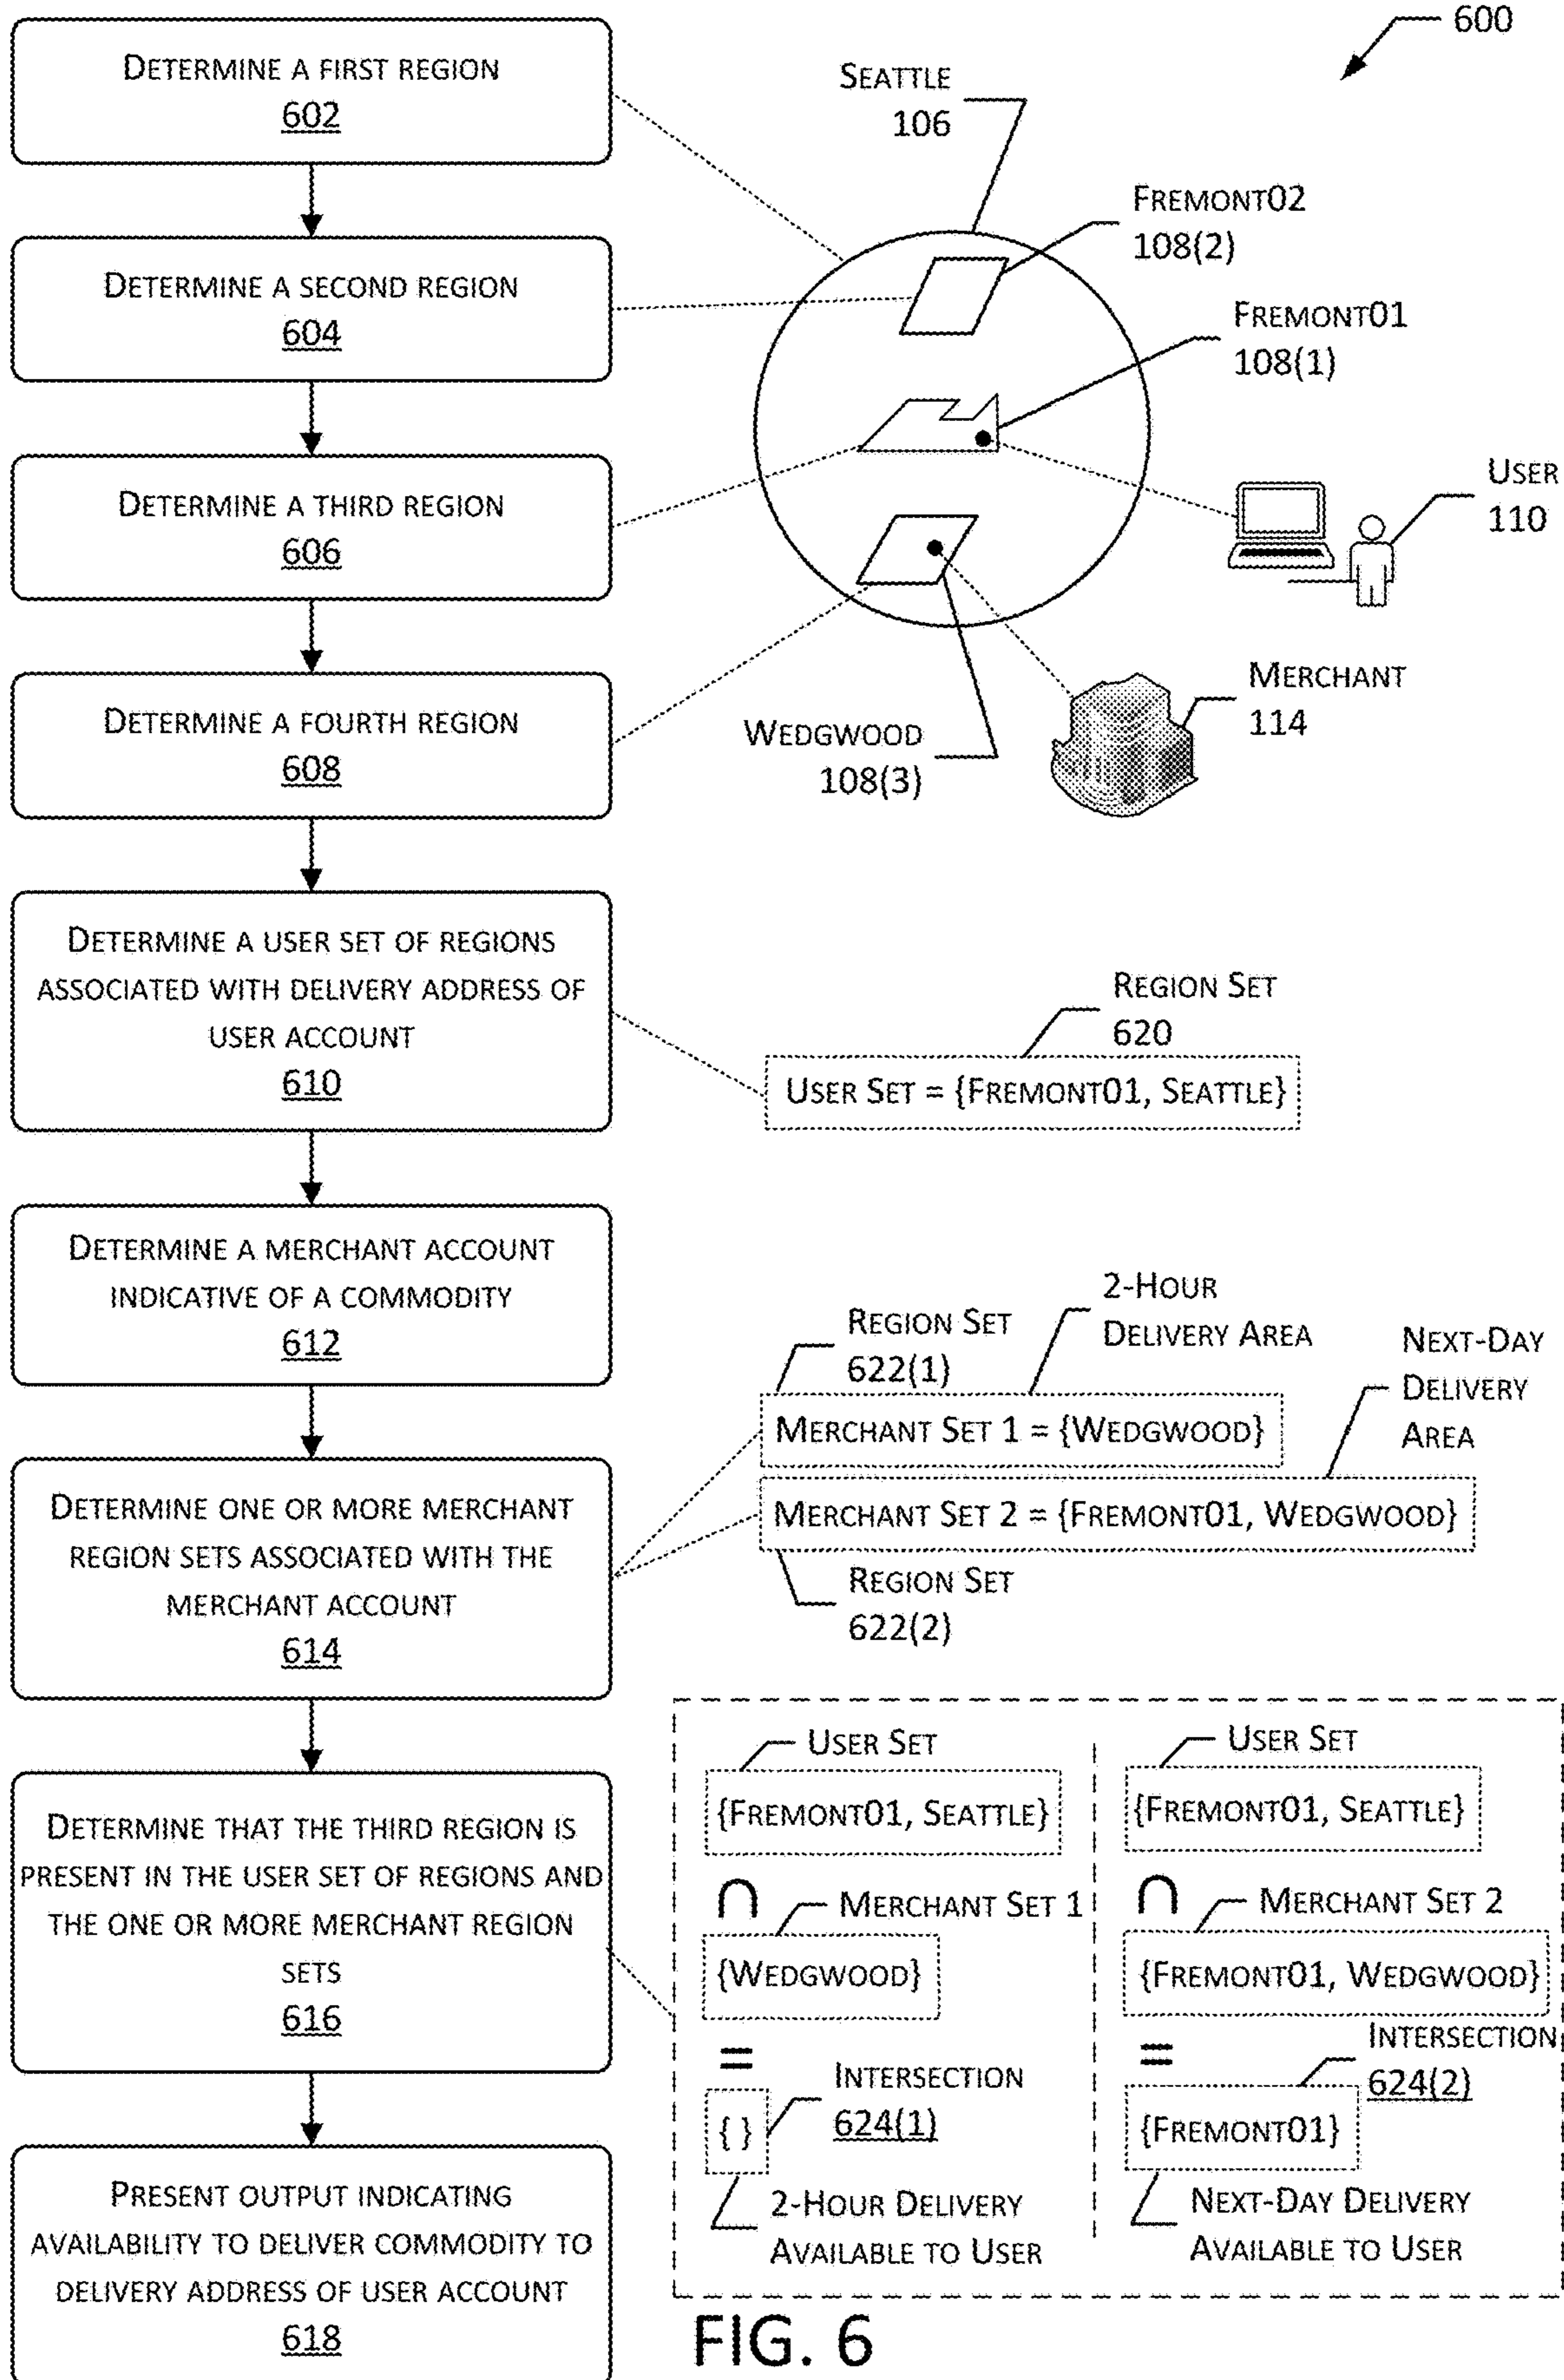 600
DETERMINE A FIRST REGION
602
DETERMINE A SECOND REGION
604
DETERMINE A THIRD REGION
606
DETERMINE A FOURTH REGION
608
DETERMINE A USER SET OF REGIONS
ASSOCIATED WITH DELIVERY ADDRESS OF
USER ACCOUNT
610
DETERMINE A MERCHANT ACCOUNT
INDICATIVE OF A COMMODITY
612
DETERMINE ONE OR MORE MERCHANT
REGION SETS ASSOCIATED WITH THE
MERCHANT ACCOUNT
614
DETERMINE THAT THE THIRD REGION IS
PRESENT IN THE USER SET OF REGIONS AND
THE ONE OR MORE MERCHANT REGION
SETS
616
PRESENT OUTPUT INDICATING
AVAILABILITY TO DELIVER COMMODITY TO
DELIVERY ADDRESS OF USER ACCOUNT
618
SEATTLE
106
FREMONT02
108(2)
FREMONT01
108(1)
USER
110
MERCHANT
114
WEDGWOOD
108(3)
REGION SET
620
USER SET = {FREMONT01, SEATTLE}
REGION SET
622(1)
2-HOUR
DELIVERY AREA
NEXT-DAY
DELIVERY
AREA
MERCHANT SET 1 = {WEDGWOOD}
MERCHANT SET 2 = {FREMONT01, WEDGWOOD}
REGION SET
622(2)
USER SET
{FREMONT01, SEATTLE}
∩
MERCHANT SET 1
{WEDGWOOD}
=
INTERSECTION
624(1)
{ }
2-HOUR DELIVERY
AVAILABLE TO USER
USER SET
{FREMONT01, SEATTLE}
∩
MERCHANT SET 2
{FREMONT01, WEDGWOOD}
=
INTERSECTION
624(2)
{FREMONT01}
NEXT-DAY DELIVERY
AVAILABLE TO USER
FIG. 6